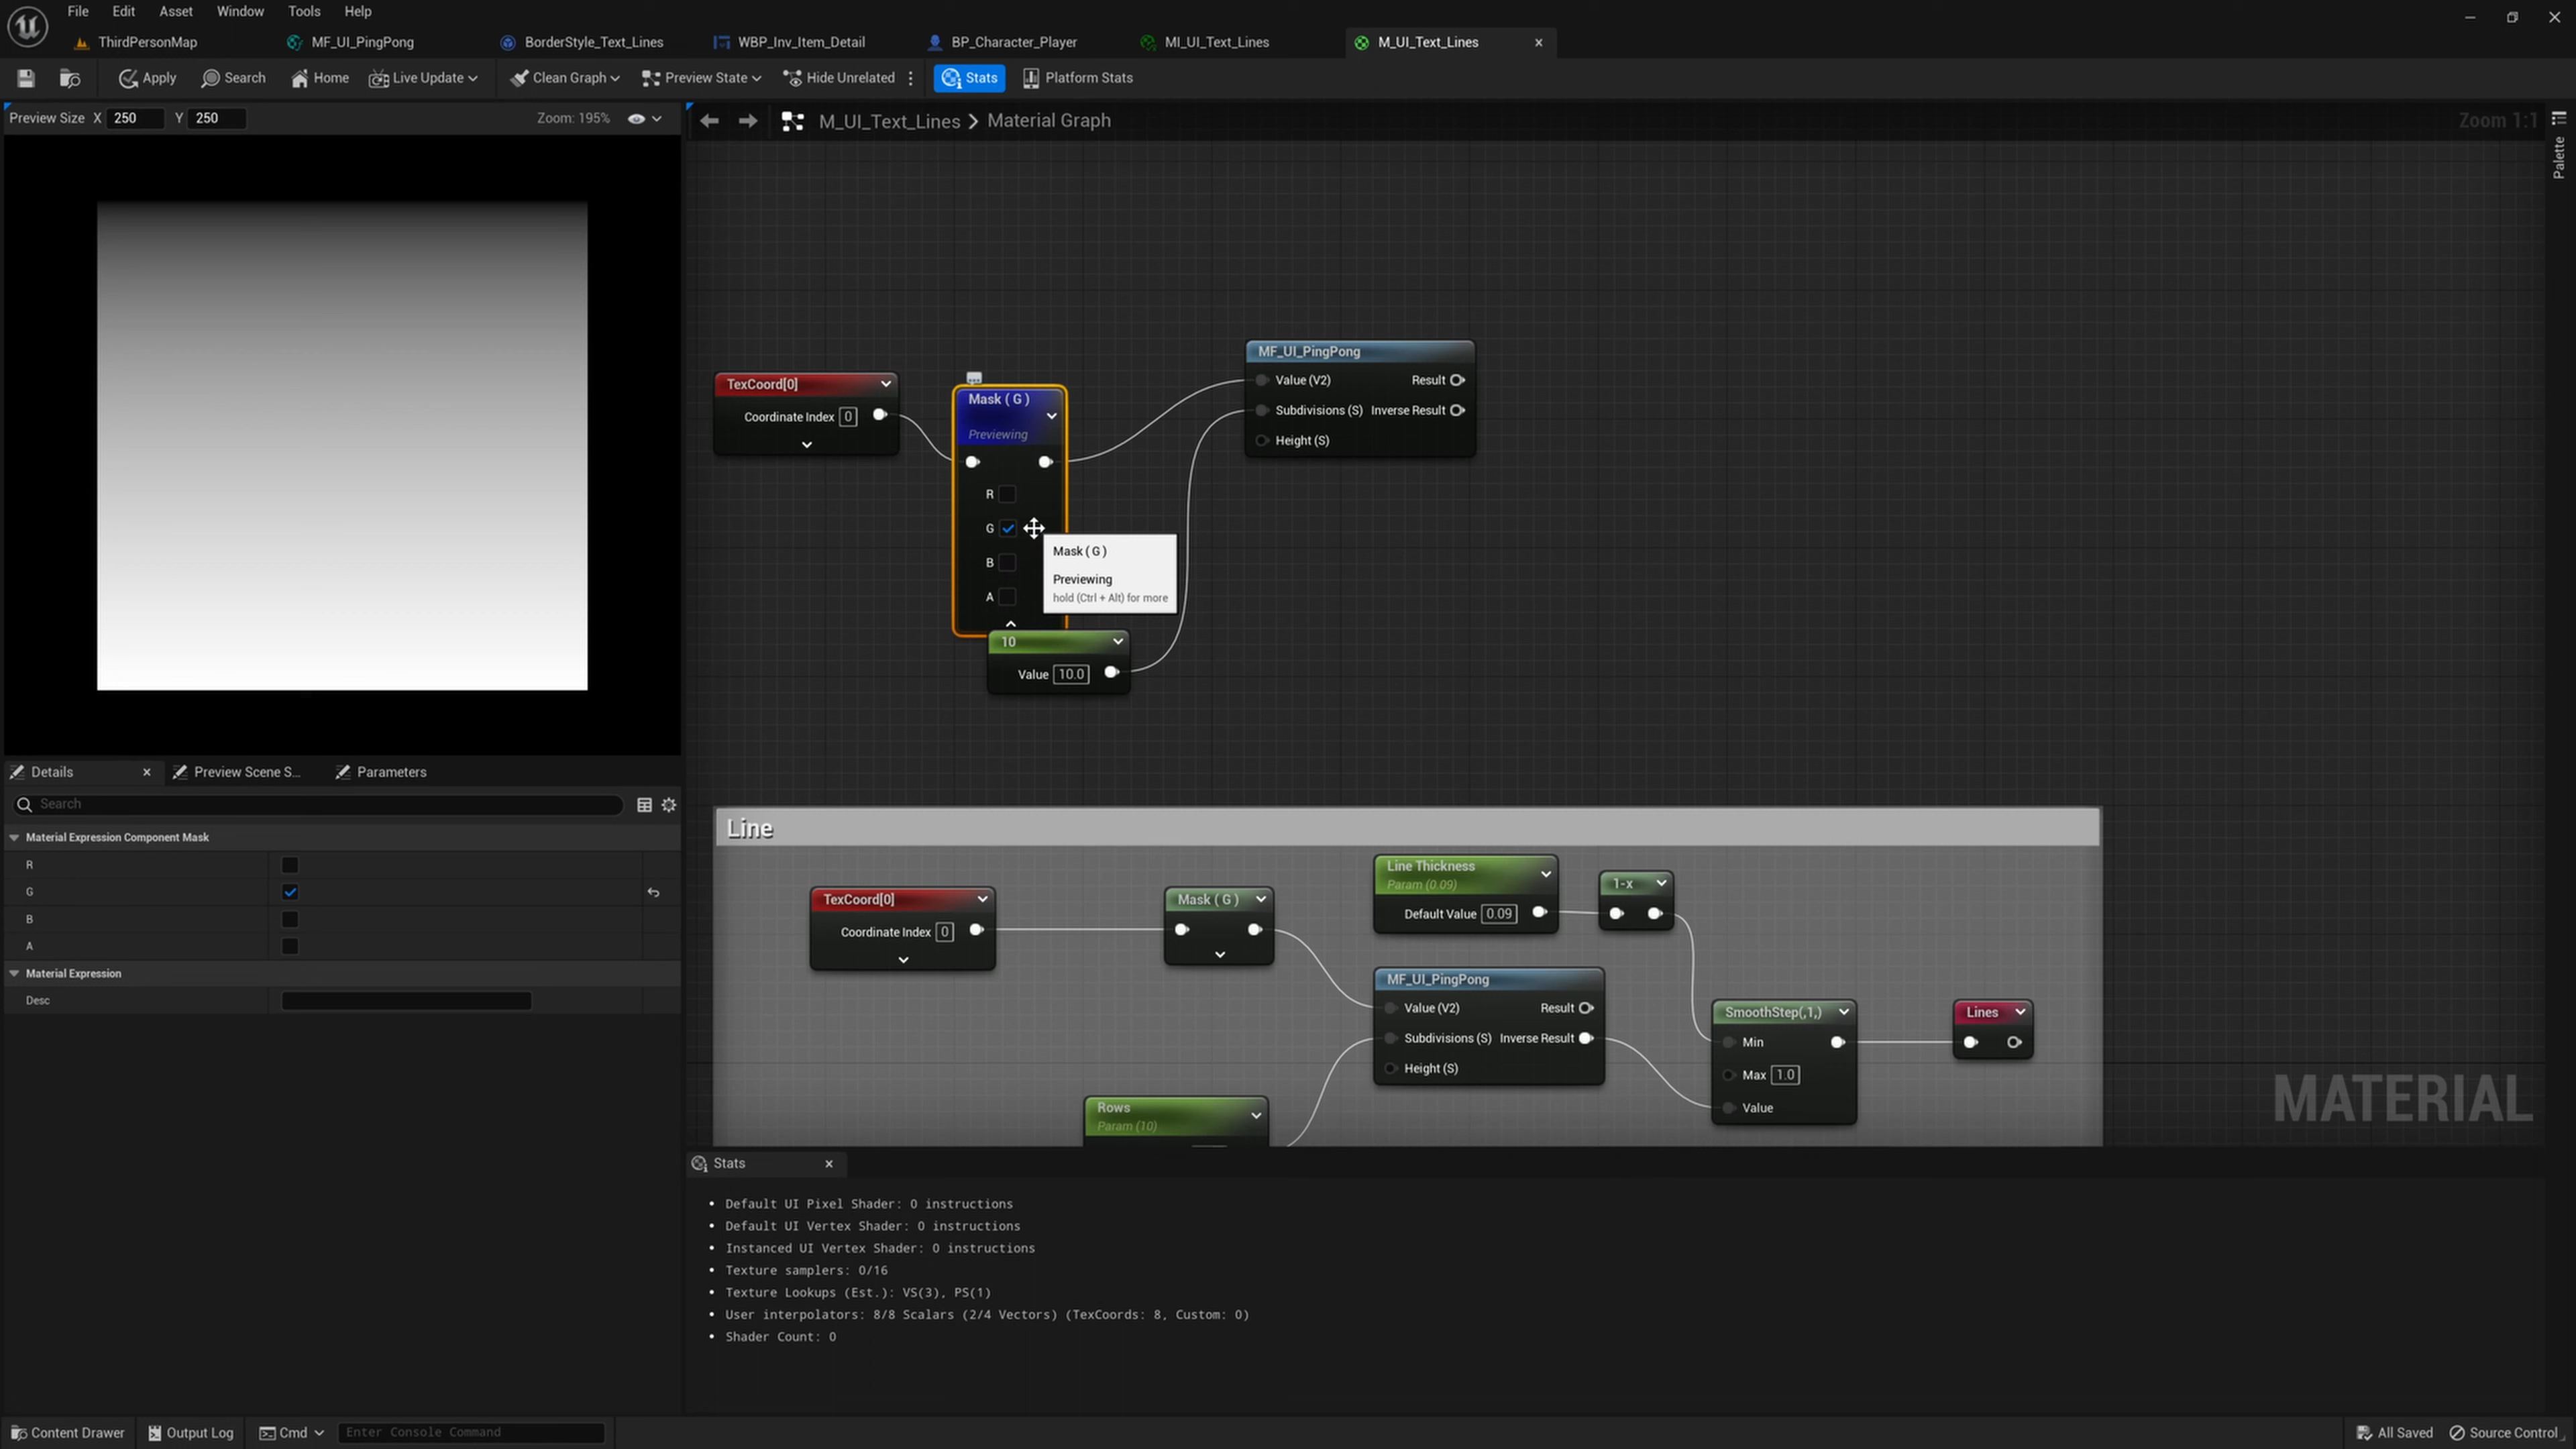 File Edit Asset Window Tools Help
ThirdPersonMap MF_UI_PingPong BorderStyle_Text_Lines WBP_Inv_Item_Detail BP_Character_Player MI_UI_Text_Lines M_UI_Text_Lines
Apply Search Home Live Update Clean Graph Preview State Hide Unrelated Stats Platform Stats
Preview Size X 250 Y 250 Zoom: 195%
M_UI_Text_Lines > Material Graph
Zoom 1:1
Palette
TexCoord[0]
Coordinate Index 0
Mask ( G )
Previewing
R
G
B
A
MF_UI_PingPong
Value (V2) Result
Subdivisions (S) Inverse Result
Height (S)
Mask ( G )
Previewing
hold (Ctrl + Alt) for more
10
Value 10.0
Details Preview Scene S... Parameters
Search
Material Expression Component Mask
R
G
B
A
Material Expression
Desc
Line
TexCoord[0]
Coordinate Index 0
Mask ( G )
Line Thickness
Param (0.09)
Default Value 0.09
1-x
MF_UI_PingPong
Value (V2) Result
Subdivisions (S) Inverse Result
Height (S)
Rows
Param (10)
SmoothStep(,1,)
Min
Max 1.0
Value
Lines
MATERIAL
Stats
• Default UI Pixel Shader: 0 instructions
• Default UI Vertex Shader: 0 instructions
• Instanced UI Vertex Shader: 0 instructions
• Texture samplers: 0/16
• Texture Lookups (Est.): VS(3), PS(1)
• User interpolators: 8/8 Scalars (2/4 Vectors) (TexCoords: 8, Custom: 0)
• Shader Count: 0
Content Drawer Output Log Cmd Enter Console Command All Saved Source Control